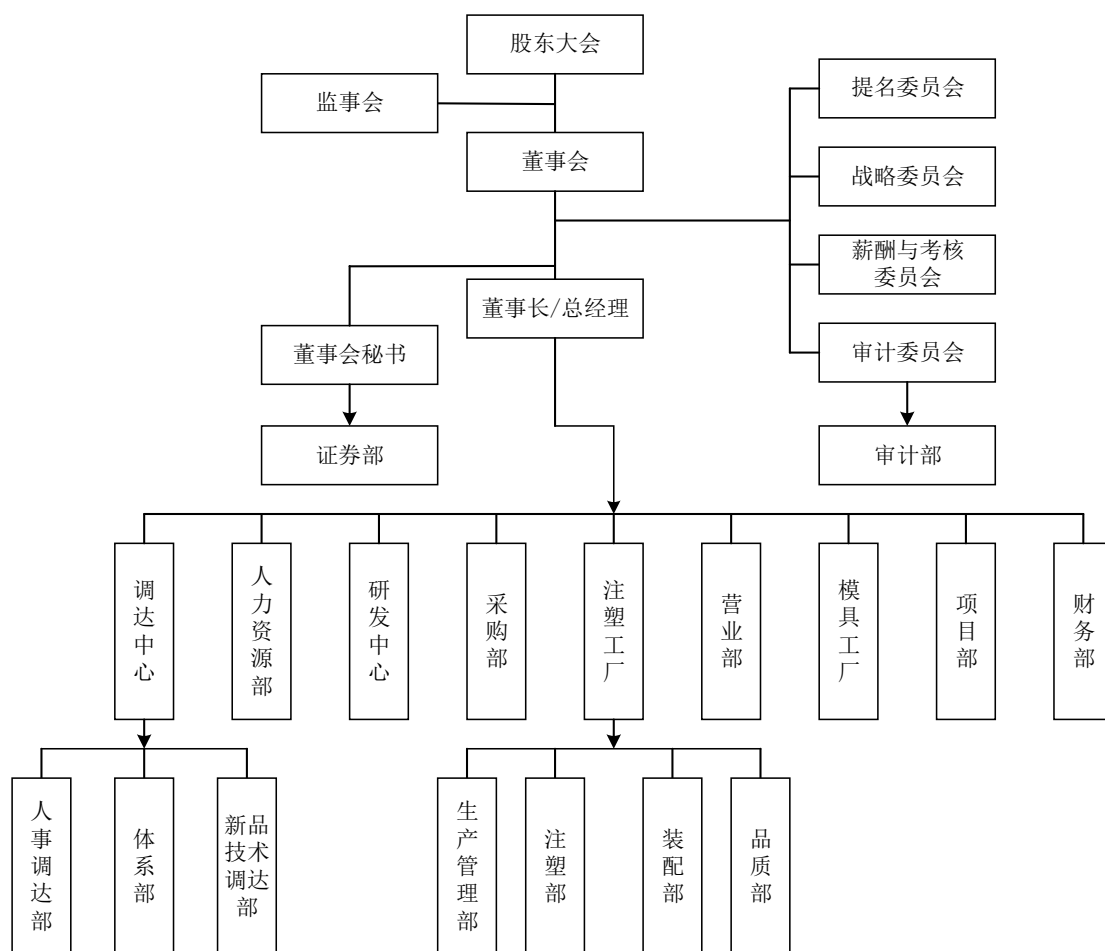 股东大会
监事会
董事会
提名委员会
战略委员会
薪酬与考核
委员会
董事长/总经理
董事会秘书
审计委员会
证券部
审计部
调达中心
人力资源部
研发中心
采购部
注塑工厂
营业部
模具工厂
项目部
财务部
人事调达部
体系部
新品
技术
调达
部
生产管理部
注塑部
装配部
品质部